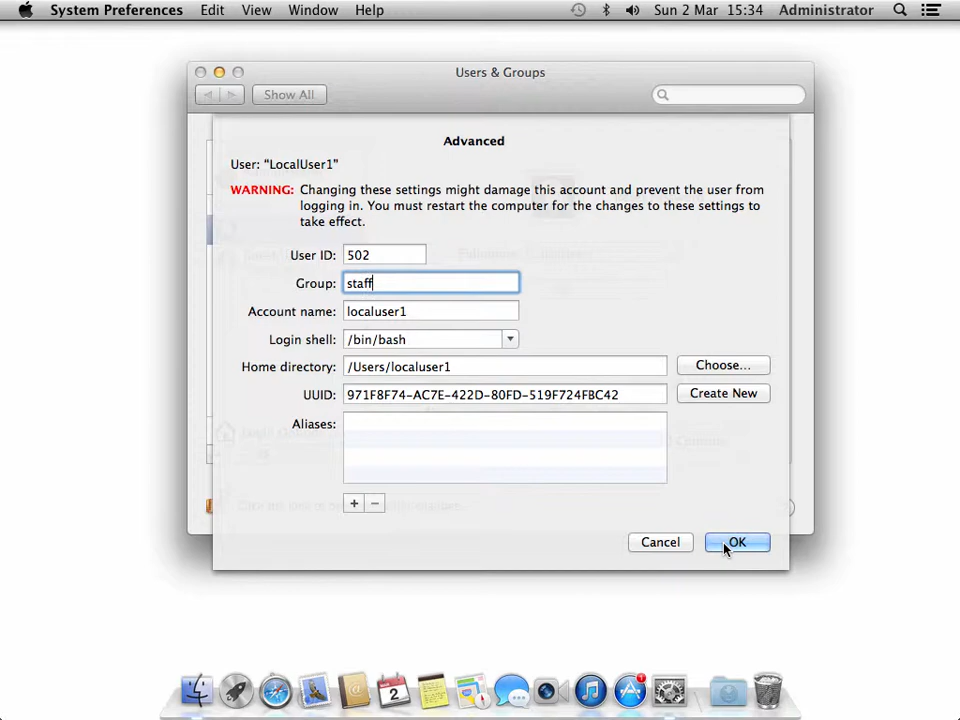 System Preferences Edit View Window Help Sun 2 Mar 15:34 Administrator
Users & Groups
Show All
Advanced
User: "LocalUser1"
WARNING: Changing these settings might damage this account and prevent the user from
logging in. You must restart the computer for the changes to these settings to
take effect.
User ID: 502
Group: staff
Account name: localuser1
Login shell: /bin/bash
Home directory: /Users/localuser1 Choose...
UUID: 971F8F74-AC7E-422D-80FD-519F724FBC42 Create New
Aliases:
+ −
Cancel OK
2
1